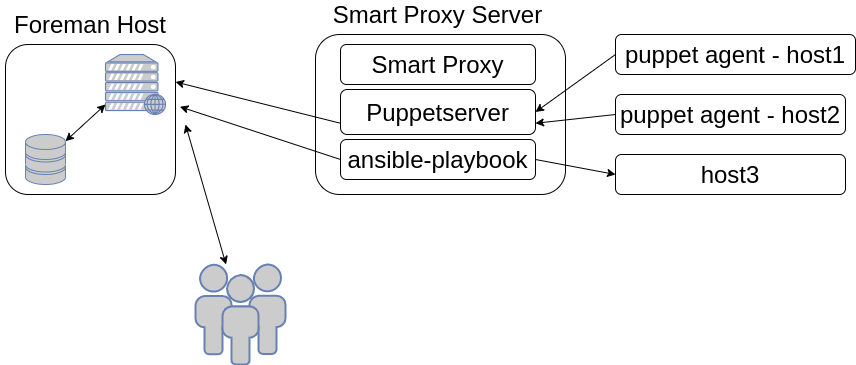 Foreman Host
Smart Proxy Server
Smart Proxy
Puppetserver
ansible-playbook
puppet agent - host1
puppet agent - host2
host3